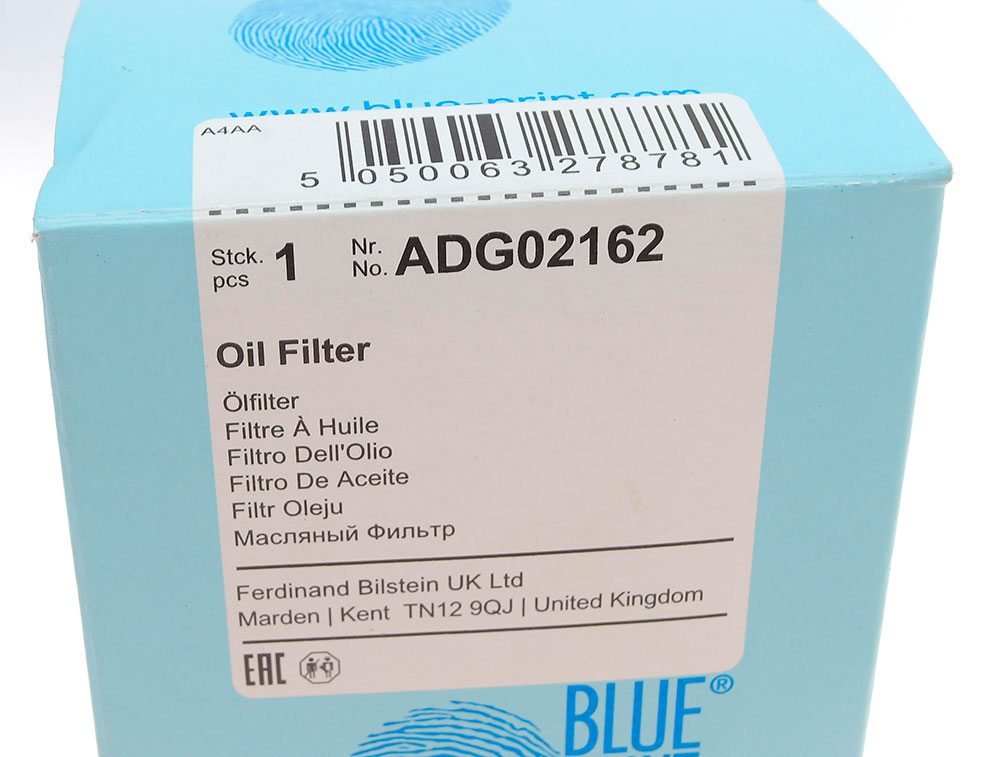 www.blue-print.com
A4AA
5 050063 278781
Stck. 1 Nr. ADG02162
pcs No.
Oil Filter
Ölfilter
Filtre À Huile
Filtro Dell'Olio
Filtro De Aceite
Filtr Oleju
Масляный Фильтр
Ferdinand Bilstein UK Ltd
Marden | Kent TN12 9QJ | United Kingdom
EAC
BLUE®